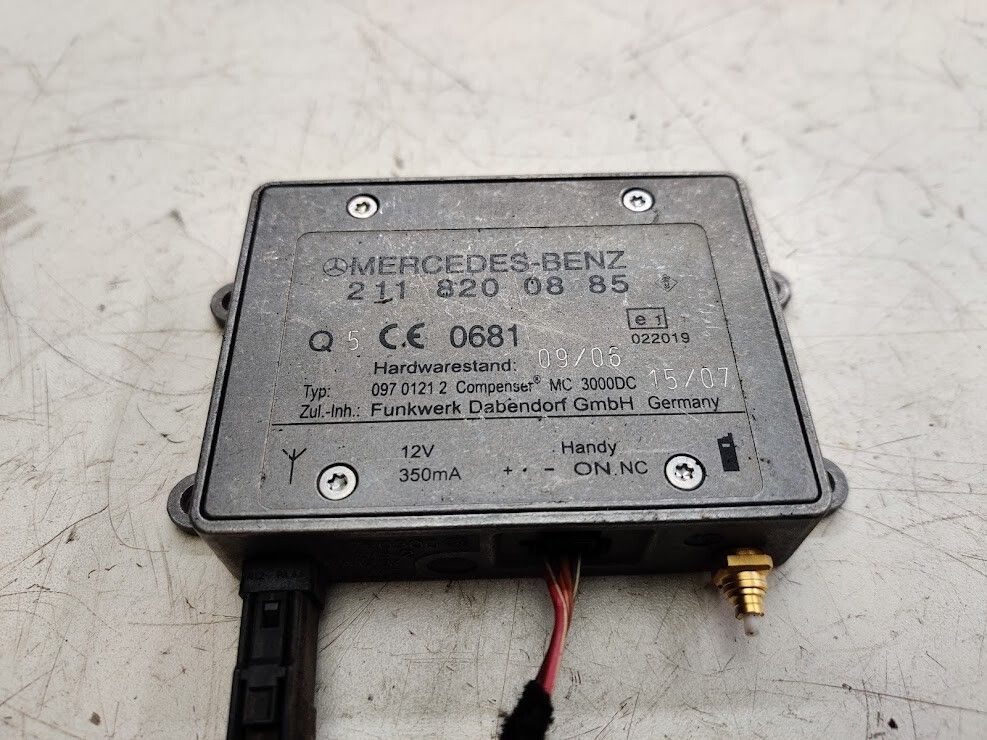 MERCEDES-BENZ
211 820 08 85
Q 5 CE 0681
e1
022019
Hardwarestand: 09/06
Typ: 097 0121 2 Compenser® MC 3000DC 15/07
Zul.-Inh.: Funkwerk Dabendorf GmbH Germany
12V Handy
350mA + · - ON NC